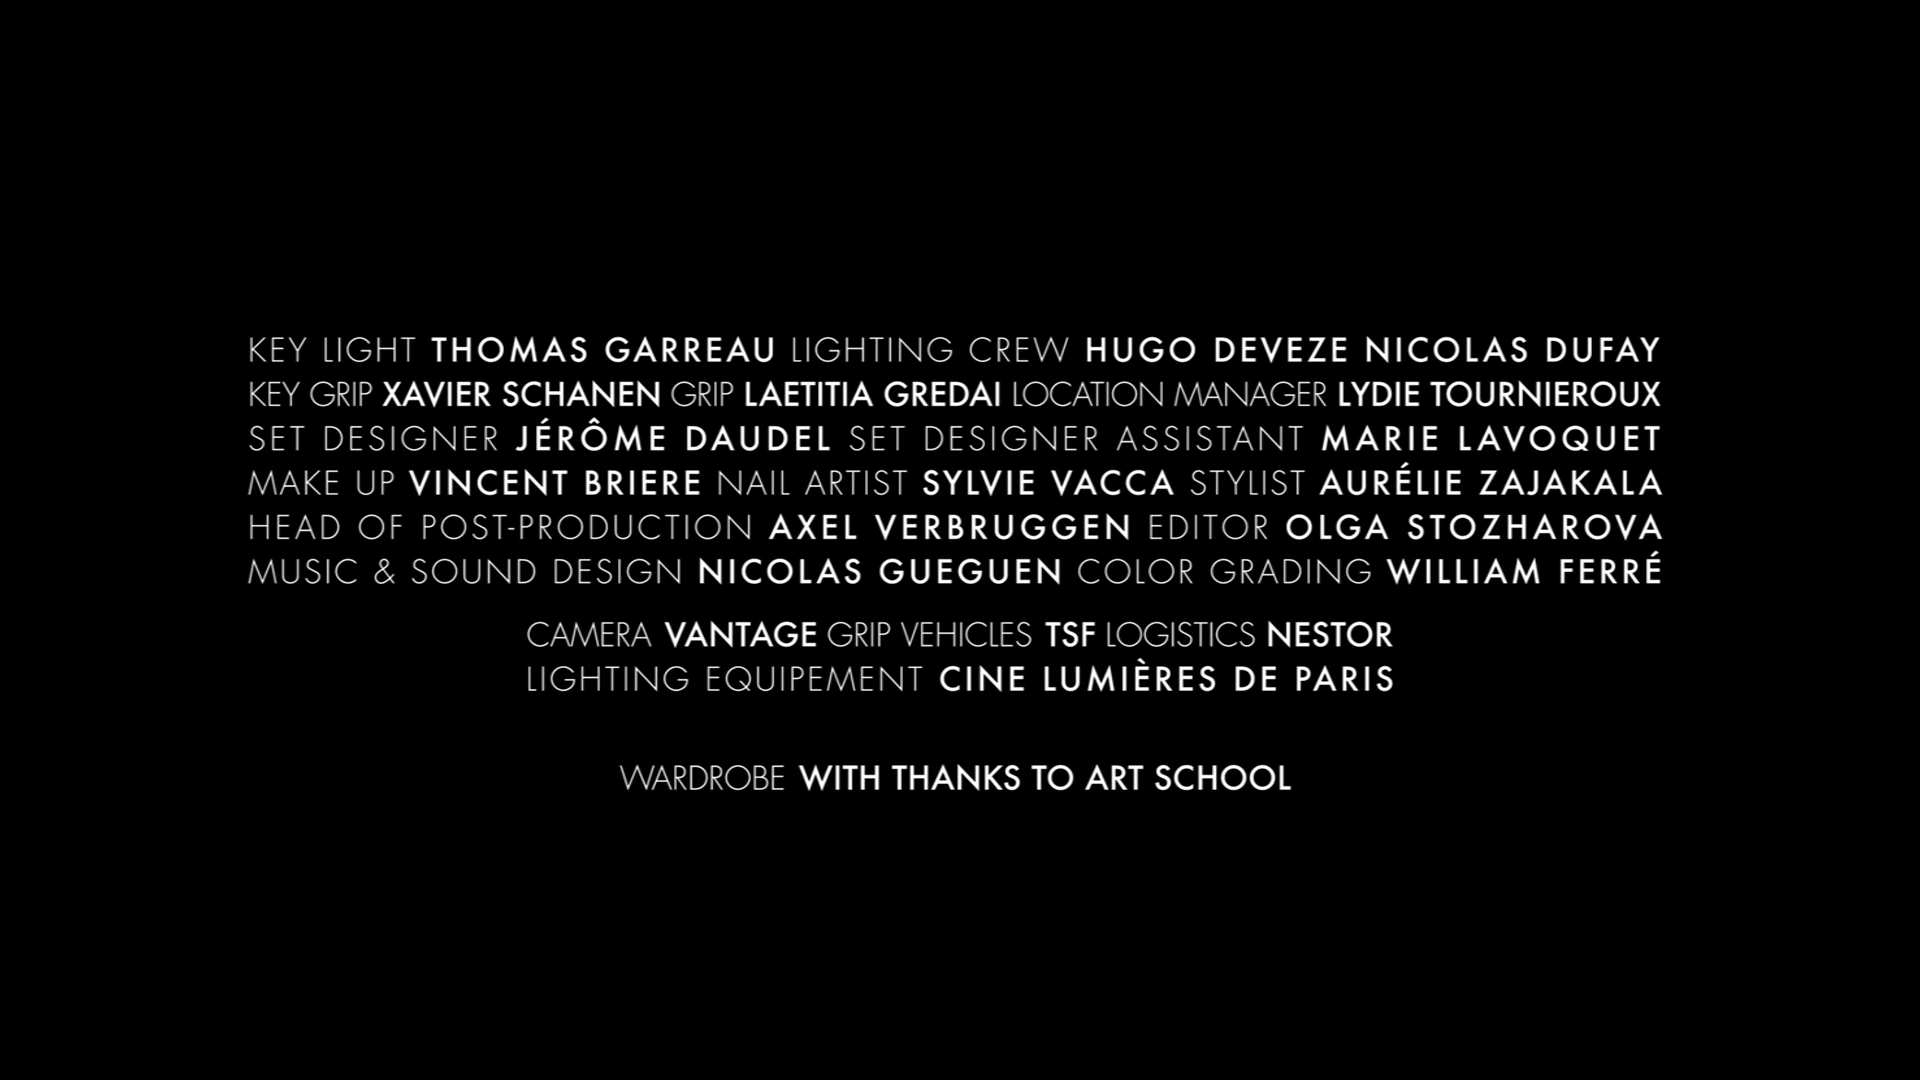 KEY LIGHT THOMAS GARREAU LIGHTING CREW HUGO DEVEZE NICOLAS DUFAY
KEY GRIP XAVIER SCHANEN GRIP LAETITIA GREDAI LOCATION MANAGER LYDIE TOURNIEROUX
SET DESIGNER JÉRÔME DAUDEL SET DESIGNER ASSISTANT MARIE LAVOQUET
MAKE UP VINCENT BRIERE NAIL ARTIST SYLVIE VACCA STYLIST AURÉLIE ZAJAKALA
HEAD OF POST-PRODUCTION AXEL VERBRUGGEN EDITOR OLGA STOZHAROVA
MUSIC & SOUND DESIGN NICOLAS GUEGUEN COLOR GRADING WILLIAM FERRÉ
CAMERA VANTAGE GRIP VEHICLES TSF LOGISTICS NESTOR
LIGHTING EQUIPEMENT CINE LUMIÈRES DE PARIS
WARDROBE WITH THANKS TO ART SCHOOL